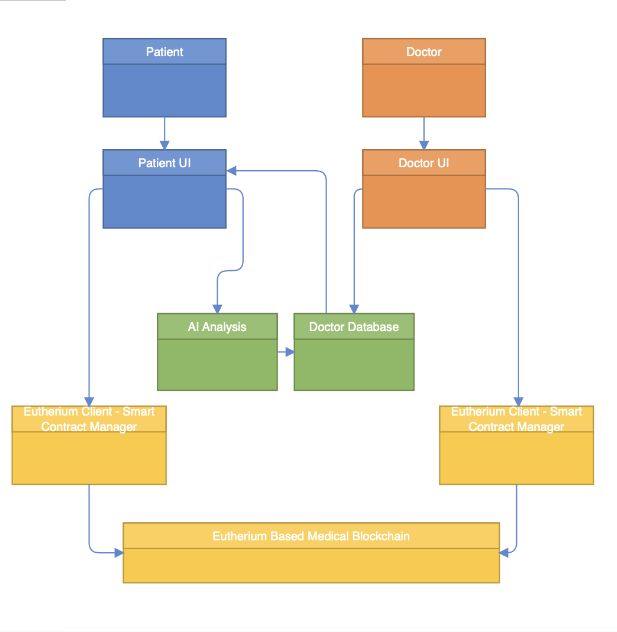 Patient
Doctor
Patient UI
Doctor UI
AI Analysis
Doctor Database
Eutherium Client - Smart
Contract Manager
Eutherium Client - Smart
Contract Manager
Eutherium Based Medical Blockchain